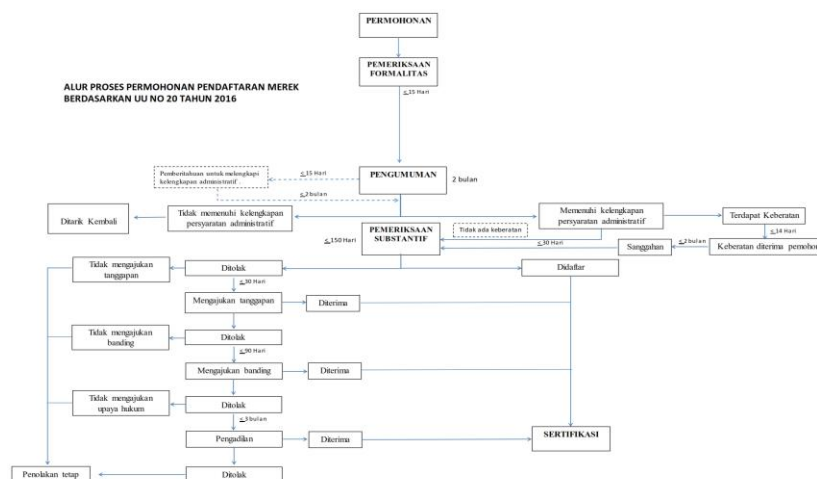 PERMOHONAN
PEMERIKSAAN
FORMALITAS
ALUR PROSES PERMOHONAN PENDAFTARAN MEREK
BERDASARKAN UU NO 20 TAHUN 2016
≤ 15 Hari
Pemberitahuan untuk melengkapi
kelengkapan administratif .
≤ 15 Hari
≤ 2 bulan
PENGUMUMAN
2 bulan
Ditarik Kembali
Tidak memenuhi kelengkapan
persyaratan administratif
Memenuhi kelengkapan
persyaratan administratif
Terdapat Keberatan
PEMERIKSAAN
SUBSTANTIF
≤ 150 Hari
Tidak ada keberatan
≤ 14 Hari
≤ 30 Hari
Sanggahan
≤ 2 bulan
Keberatan diterima pemohon
Tidak mengajukan
tanggapan
Ditolak
Didaftar
≤ 30 Hari
Mengajukan tanggapan
Diterima
Tidak mengajukan
banding
Ditolak
≤ 90 Hari
Mengajukan banding
Diterima
Tidak mengajukan
upaya hukum
Ditolak
≤ 3 bulan
Pengadilan
Diterima
SERTIFIKASI
Penolakan tetap
Ditolak